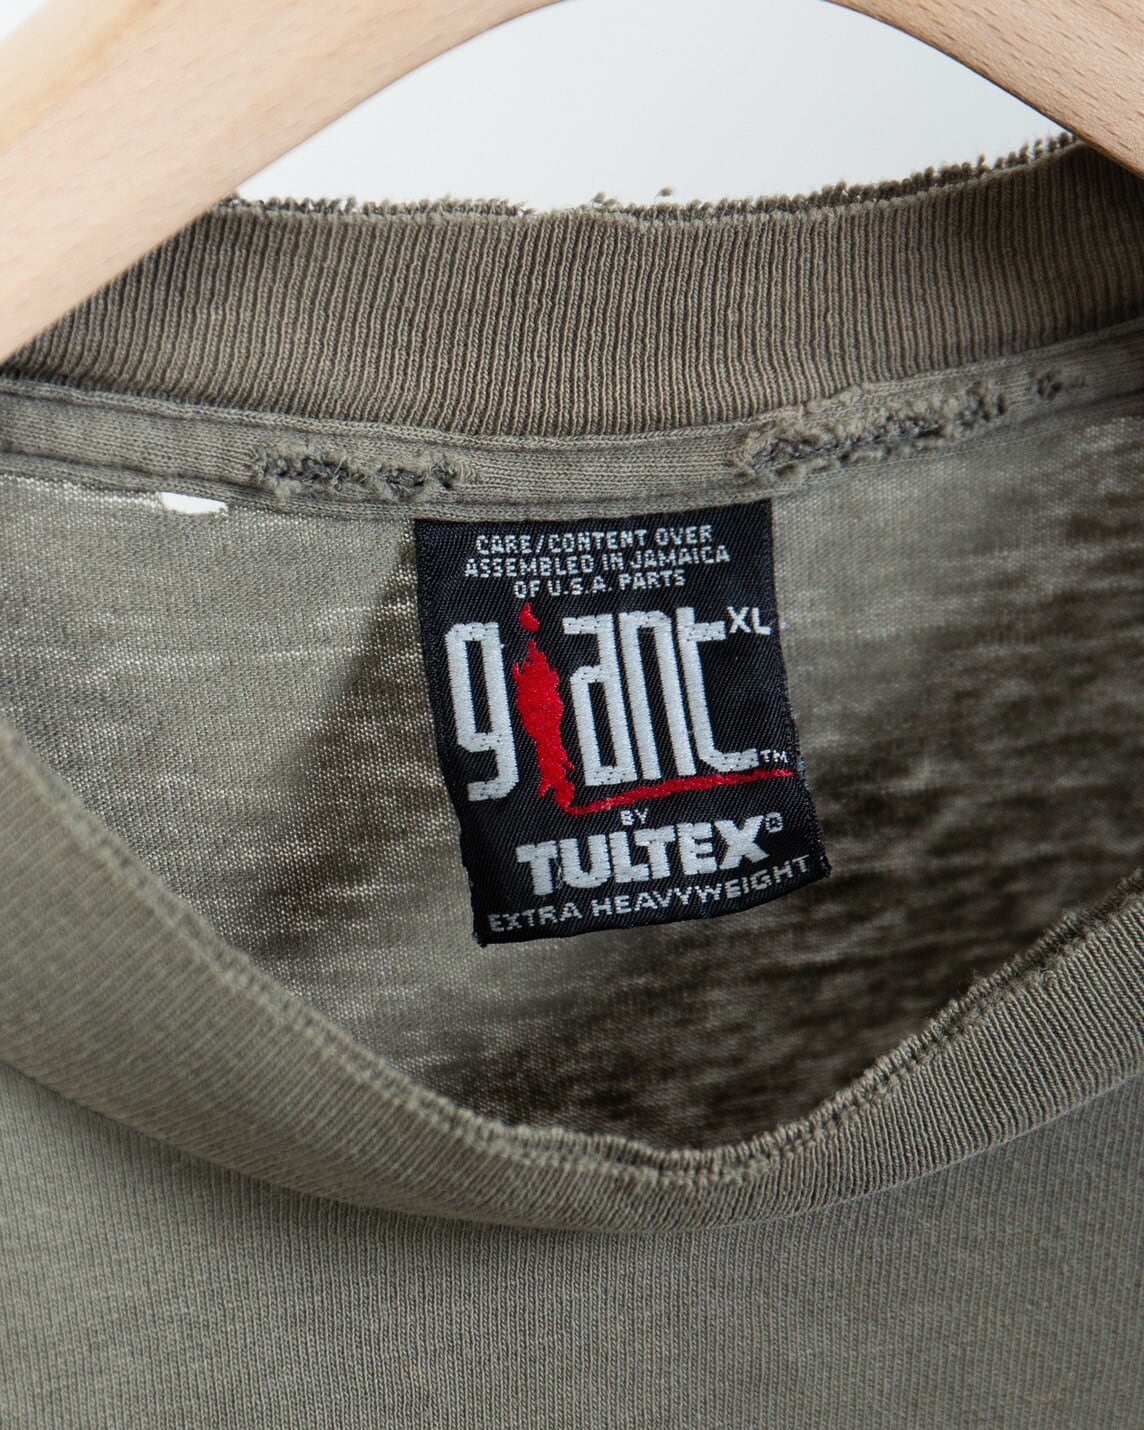 CARE/CONTENT OVER
ASSEMBLED IN JAMAICA
OF U.S.A. PARTS
giant XL
TM
BY
TULTEX®
EXTRA HEAVYWEIGHT